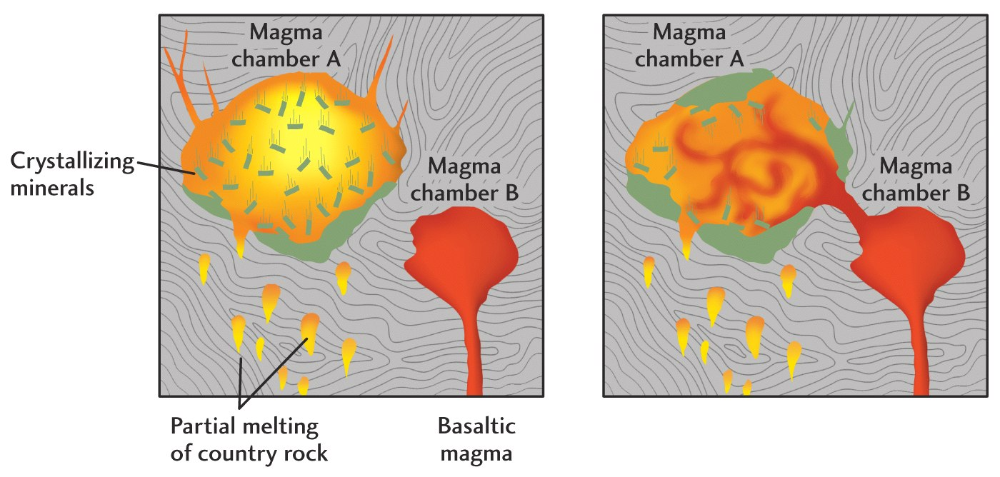 Magma
chamber A
Crystallizing
minerals
Magma
chamber B
Partial melting
of country rock
Basaltic
magma
Magma
chamber A
Magma
chamber B